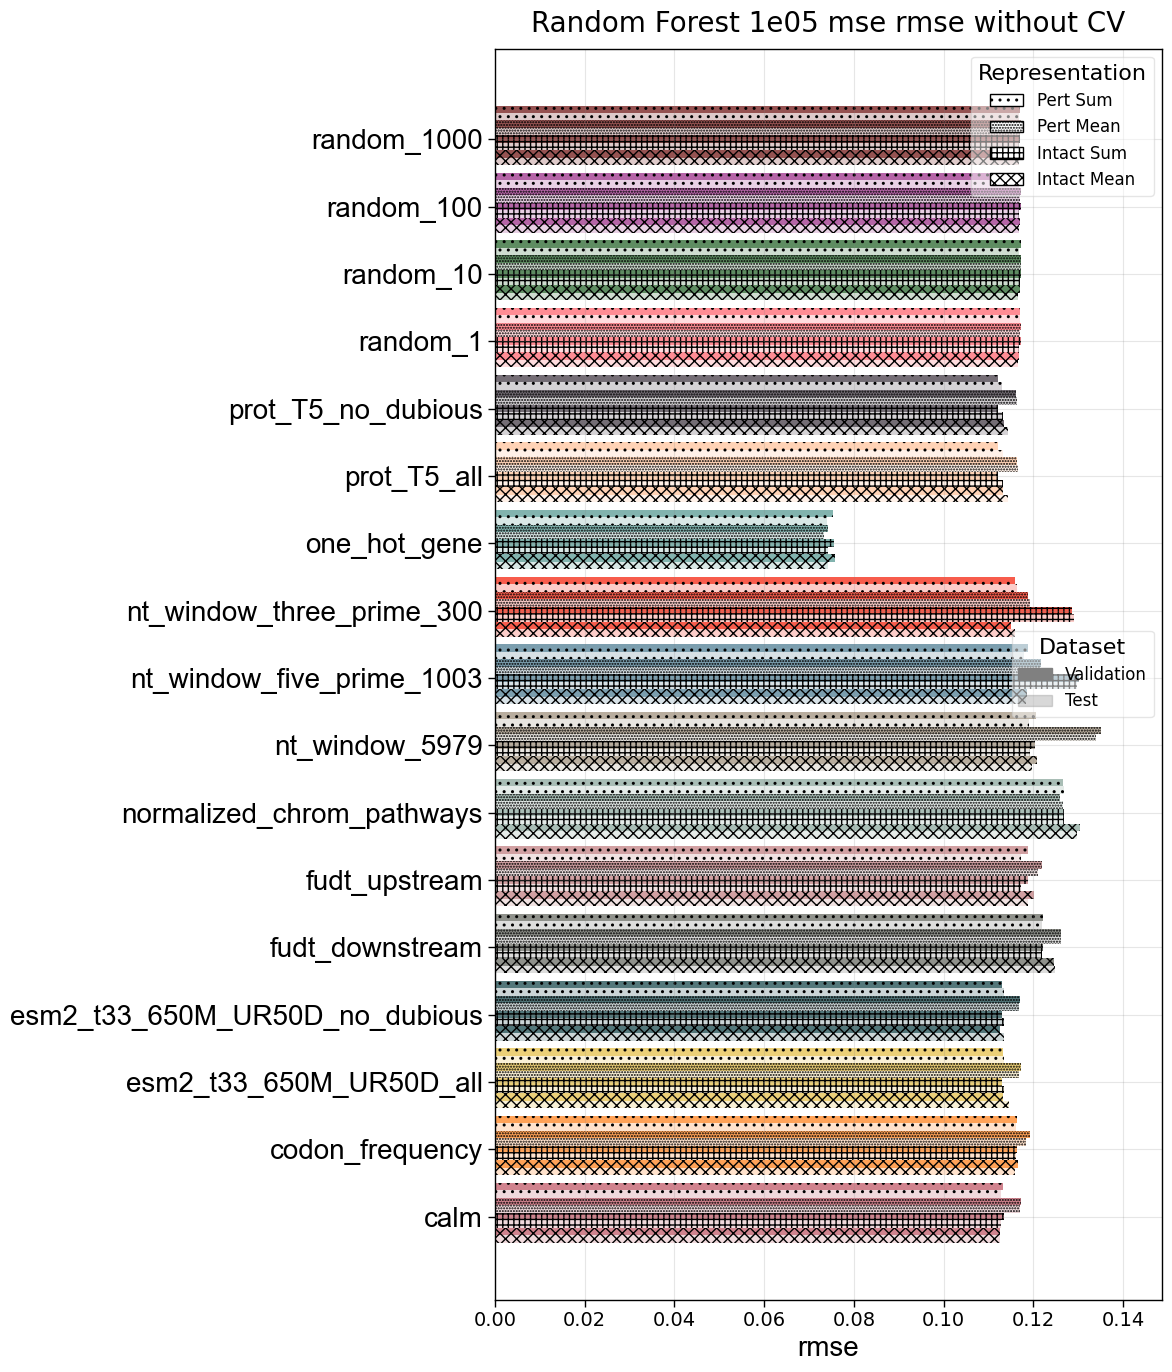 Random Forest 1e05 mse rmse without CV
Representation
Pert Sum
Pert Mean
Intact Sum
Intact Mean
random_1000
random_100
random_10
random_1
prot_T5_no_dubious
prot_T5_all
one_hot_gene
nt_window_three_prime_300
nt_window_five_prime_1003
Dataset
Validation
Test
nt_window_5979
normalized_chrom_pathways
fudt_upstream
fudt_downstream
esm2_t33_650M_UR50D_no_dubious
esm2_t33_650M_UR50D_all
codon_frequency
calm
0.00 0.02 0.04 0.06 0.08 0.10 0.12 0.14
rmse